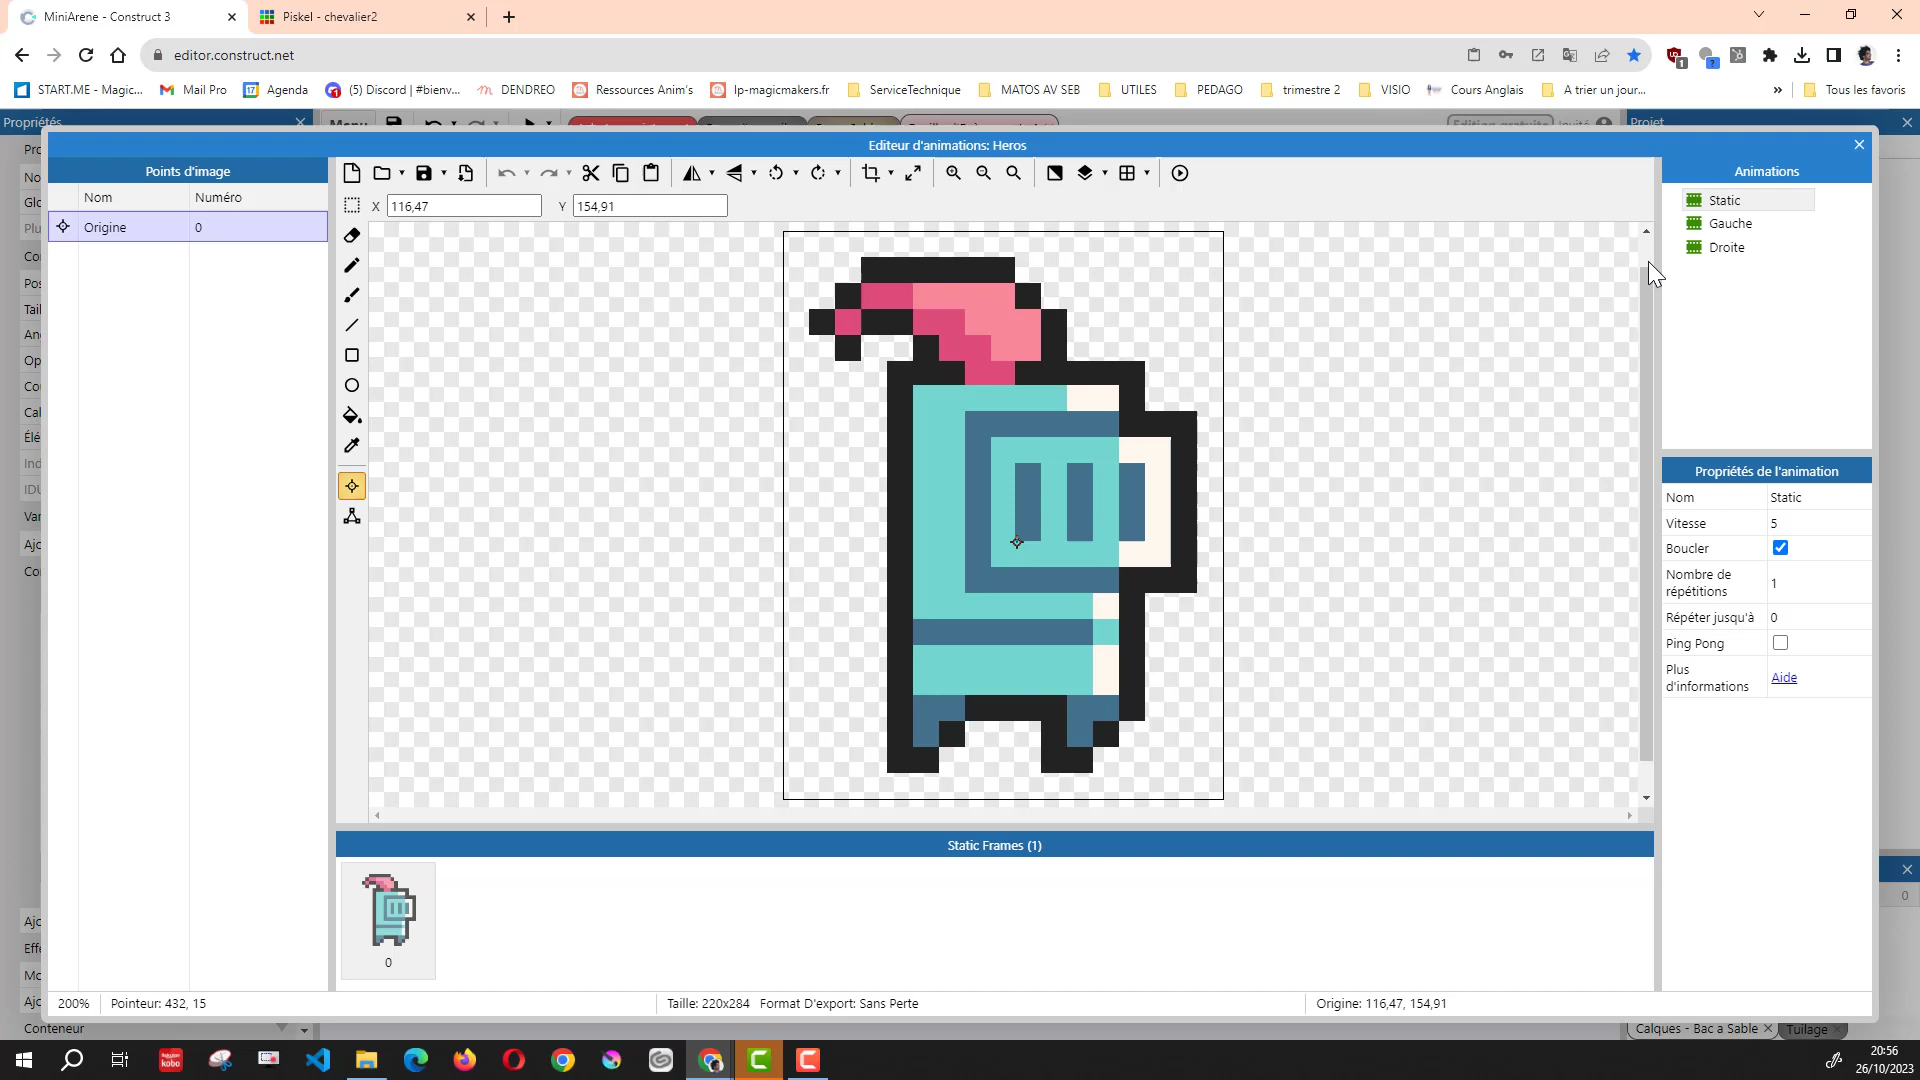 MiniArene - Construct 3
Piskel - chevalier2
editor.construct.net
START.ME - Magic...
Mail Pro
Agenda
(5) Discord | #bienv...
DENDREO
Ressources Anim's
lp-magicmakers.fr
ServiceTechnique
MATOS AV SEB
UTILES
PEDAGO
trimestre 2
VISIO
Cours Anglais
A trier un jour...
»
Tous les favoris
Propriétés
Menu
Edition gratuite
Invité
Projet
Editeur d'animations: Heros
Points d'image
Nom
Numéro
Origine
0
X
116,47
Y
154,91
Animations
Static
Gauche
Droite
Propriétés de l'animation
Nom
Static
Vitesse
5
Boucler
Nombre de
répétitions
1
Répéter jusqu'à
0
Ping Pong
Plus
d'informations
Aide
Static Frames (1)
0
200%
Pointeur: 432, 15
Taille: 220x284
Format D'export: Sans Perte
Origine: 116,47, 154,91
Conteneur
Calques - Bac a Sable
Tuilage
0
20:56
26/10/2023